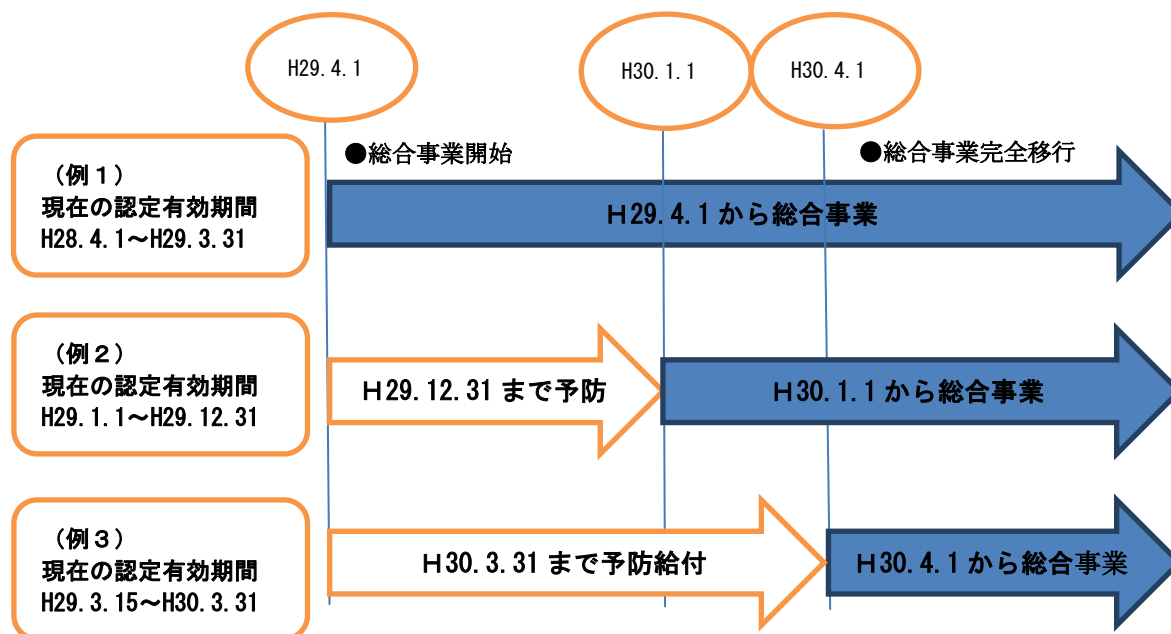 H29.4.1
H30.1.1
H30.4.1
●総合事業開始
●総合事業完全移行
（例１）
現在の認定有効期間
H28.4.1～H29.3.31
Ｈ29.4.1 から総合事業
（例２）
現在の認定有効期間
H29.1.1～H29.12.31
Ｈ29.12.31 まで予防
Ｈ30.1.1 から総合事業
（例３）
現在の認定有効期間
H29.3.15～H30.3.31
Ｈ30.3.31 まで予防給付
Ｈ30.4.1 から総合事業